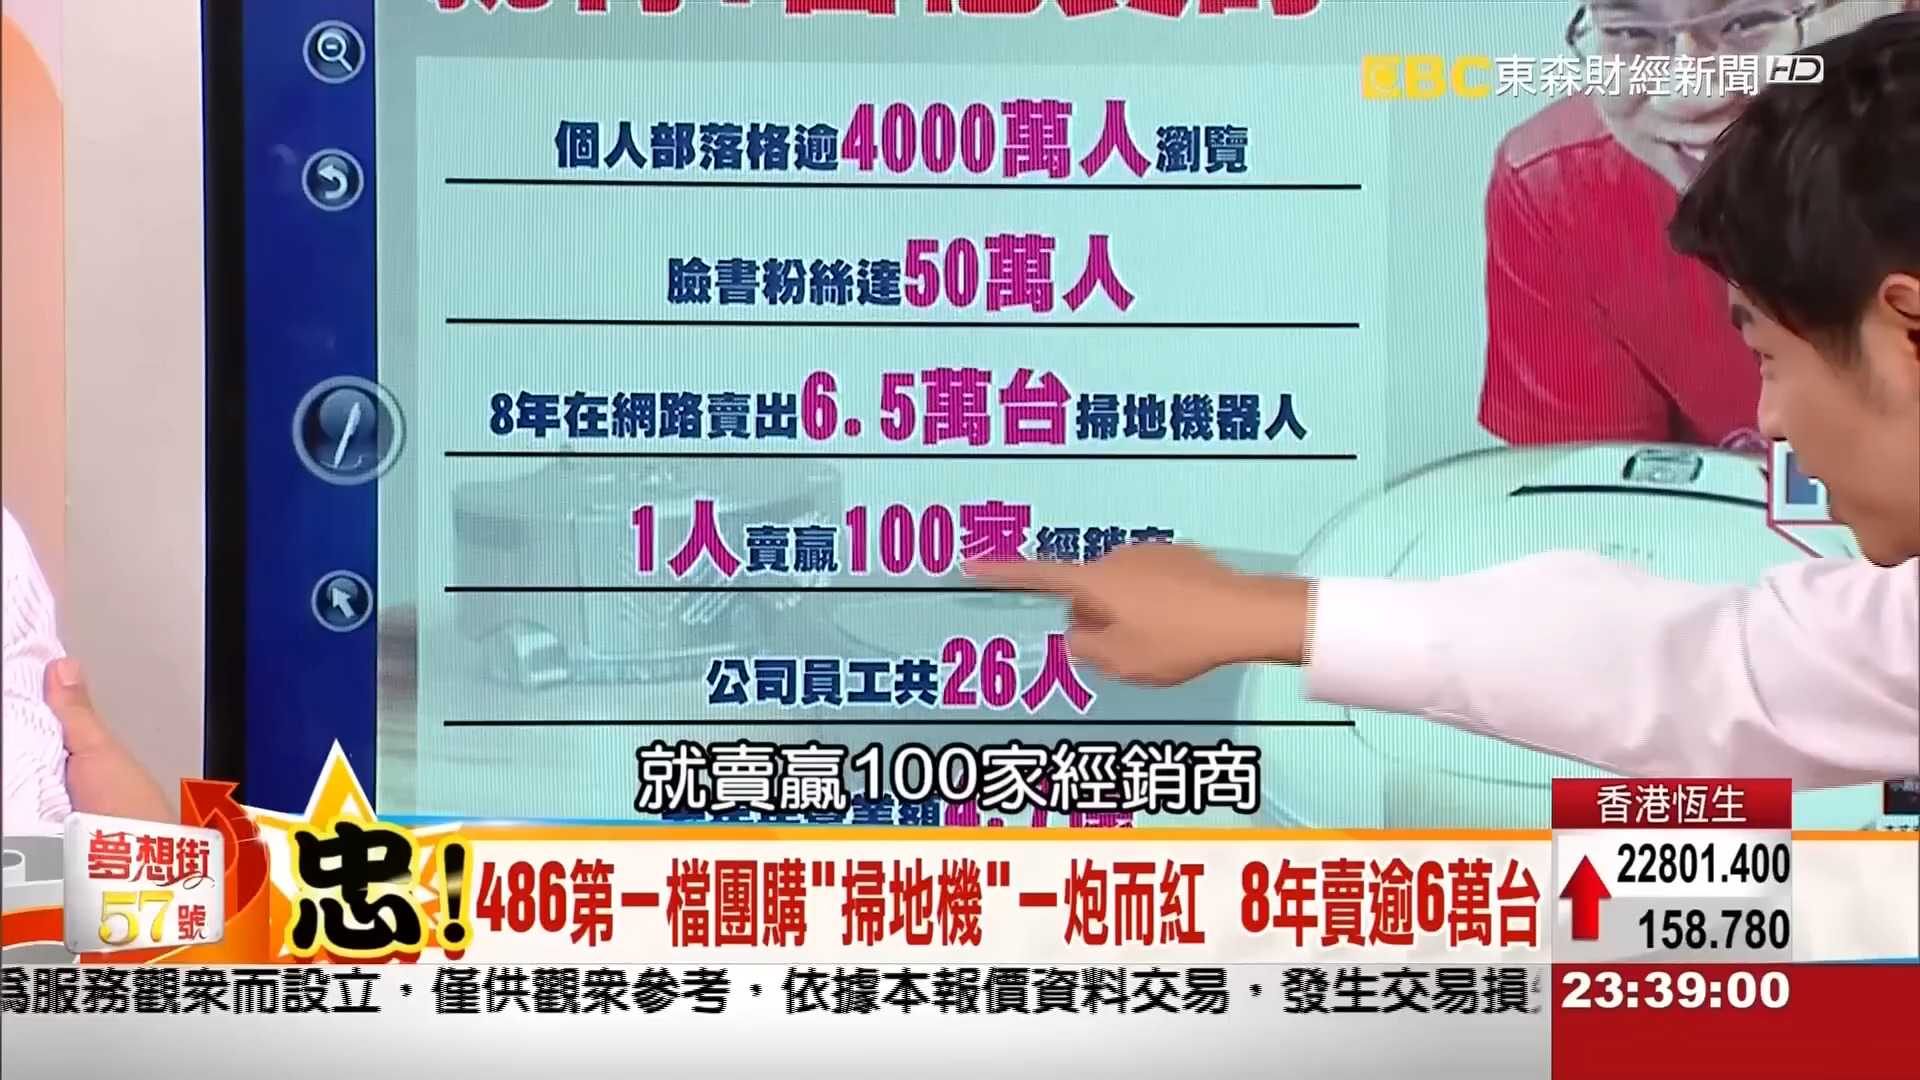 EBC東森財經新聞HD
個人部落格逾4000萬人瀏覽
臉書粉絲達50萬人
8年在網路賣出6.5萬台掃地機器人
1人賣贏100家經銷商
公司員工共26人
就賣贏100家經銷商
夢想街
57號
忠!
486第一檔團購"掃地機"一炮而紅 8年賣逾6萬台
香港恆生
22801.400
158.780
為服務觀眾而設立，僅供觀眾參考，依據本報價資料交易，發生交易損
23:39:00